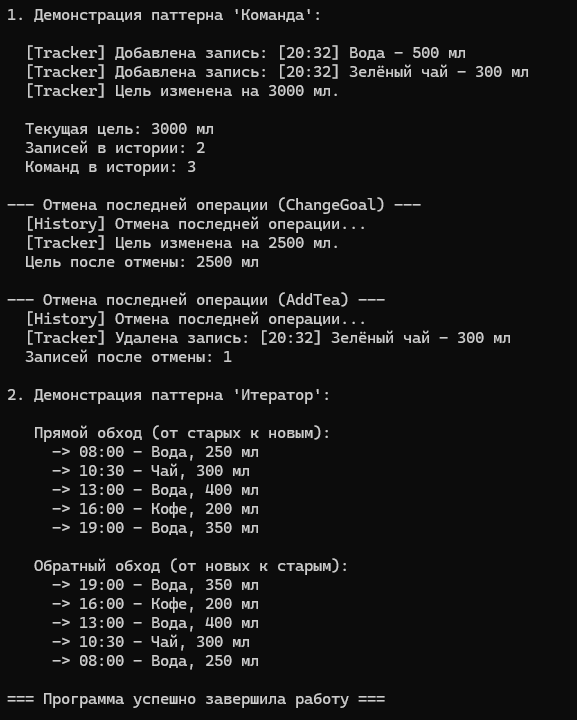 1. Демонстрация паттерна 'Команда':
[Tracker] Добавлена запись: [20:32] Вода - 500 мл
[Tracker] Добавлена запись: [20:32] Зелёный чай - 300 мл
[Tracker] Цель изменена на 3000 мл.
Текущая цель: 3000 мл
Записей в истории: 2
Команд в истории: 3
--- Отмена последней операции (ChangeGoal) ---
[History] Отмена последней операции...
[Tracker] Цель изменена на 2500 мл.
Цель после отмены: 2500 мл
--- Отмена последней операции (AddTea) ---
[History] Отмена последней операции...
[Tracker] Удалена запись: [20:32] Зелёный чай - 300 мл
Записей после отмены: 1
2. Демонстрация паттерна 'Итератор':
Прямой обход (от старых к новым):
-> 08:00 - Вода, 250 мл
-> 10:30 - Чай, 300 мл
-> 13:00 - Вода, 400 мл
-> 16:00 - Кофе, 200 мл
-> 19:00 - Вода, 350 мл
Обратный обход (от новых к старым):
-> 19:00 - Вода, 350 мл
-> 16:00 - Кофе, 200 мл
-> 13:00 - Вода, 400 мл
-> 10:30 - Чай, 300 мл
-> 08:00 - Вода, 250 мл
=== Программа успешно завершила работу ===